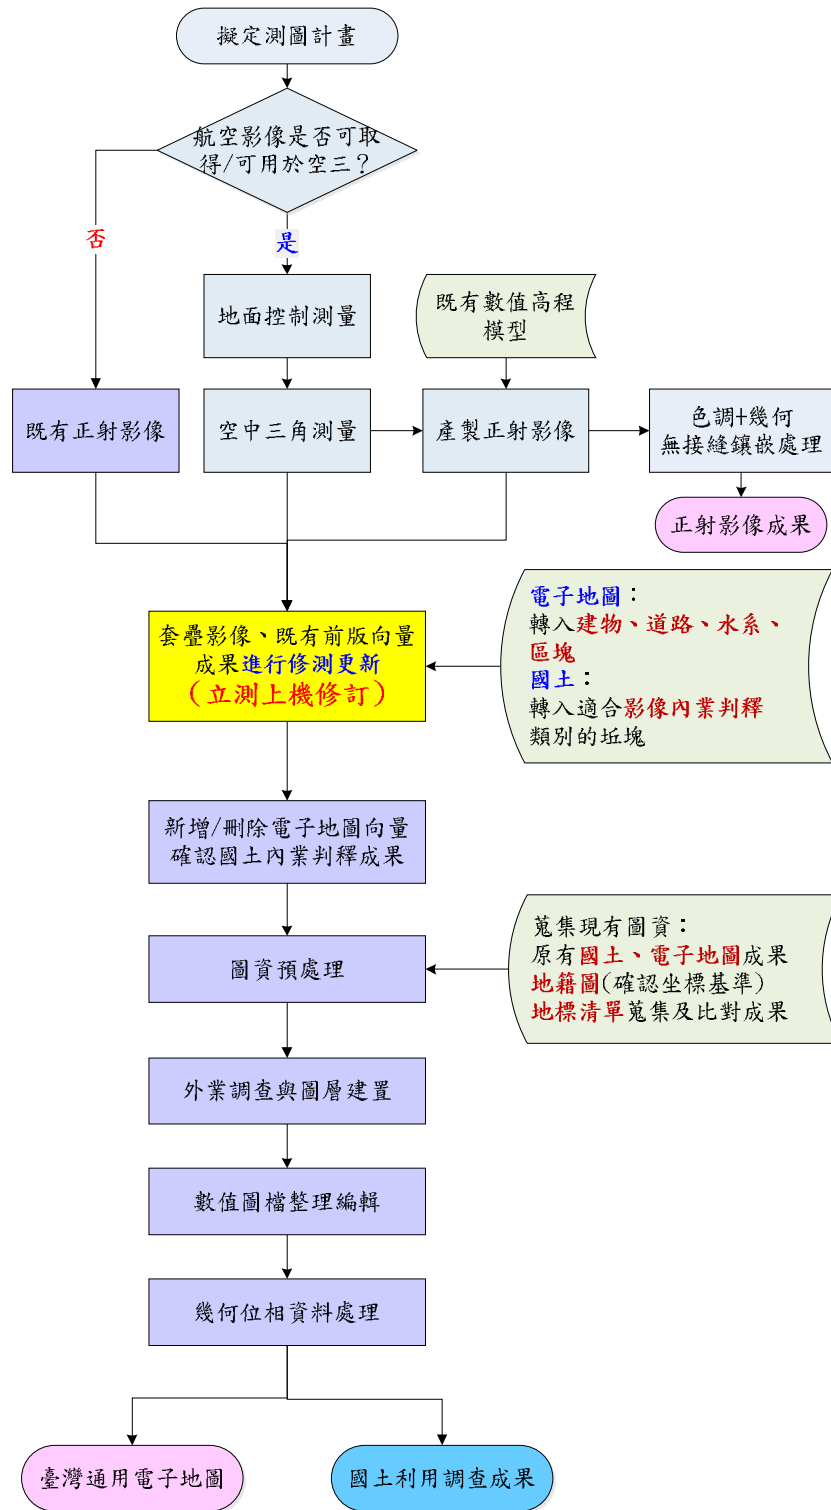 擬定測圖計畫
航空影像是否可取
得/可用於空三？
否
是
地面控制測量
既有數值高程
模型
既有正射影像
空中三角測量
產製正射影像
色調+幾何
無接縫鑲嵌處理
正射影像成果
套疊影像、既有前版向量
成果進行修測更新
（立測上機修訂）
電子地圖：
轉入建物、道路、水系、
區塊
國土：
轉入適合影像內業判釋
類別的坵塊
新增/刪除電子地圖向量
確認國土內業判釋成果
圖資預處理
蒐集現有圖資：
原有國土、電子地圖成果
地籍圖(確認坐標基準)
地標清單蒐集及比對成果
外業調查與圖層建置
數值圖檔整理編輯
幾何位相資料處理
臺灣通用電子地圖
國土利用調查成果